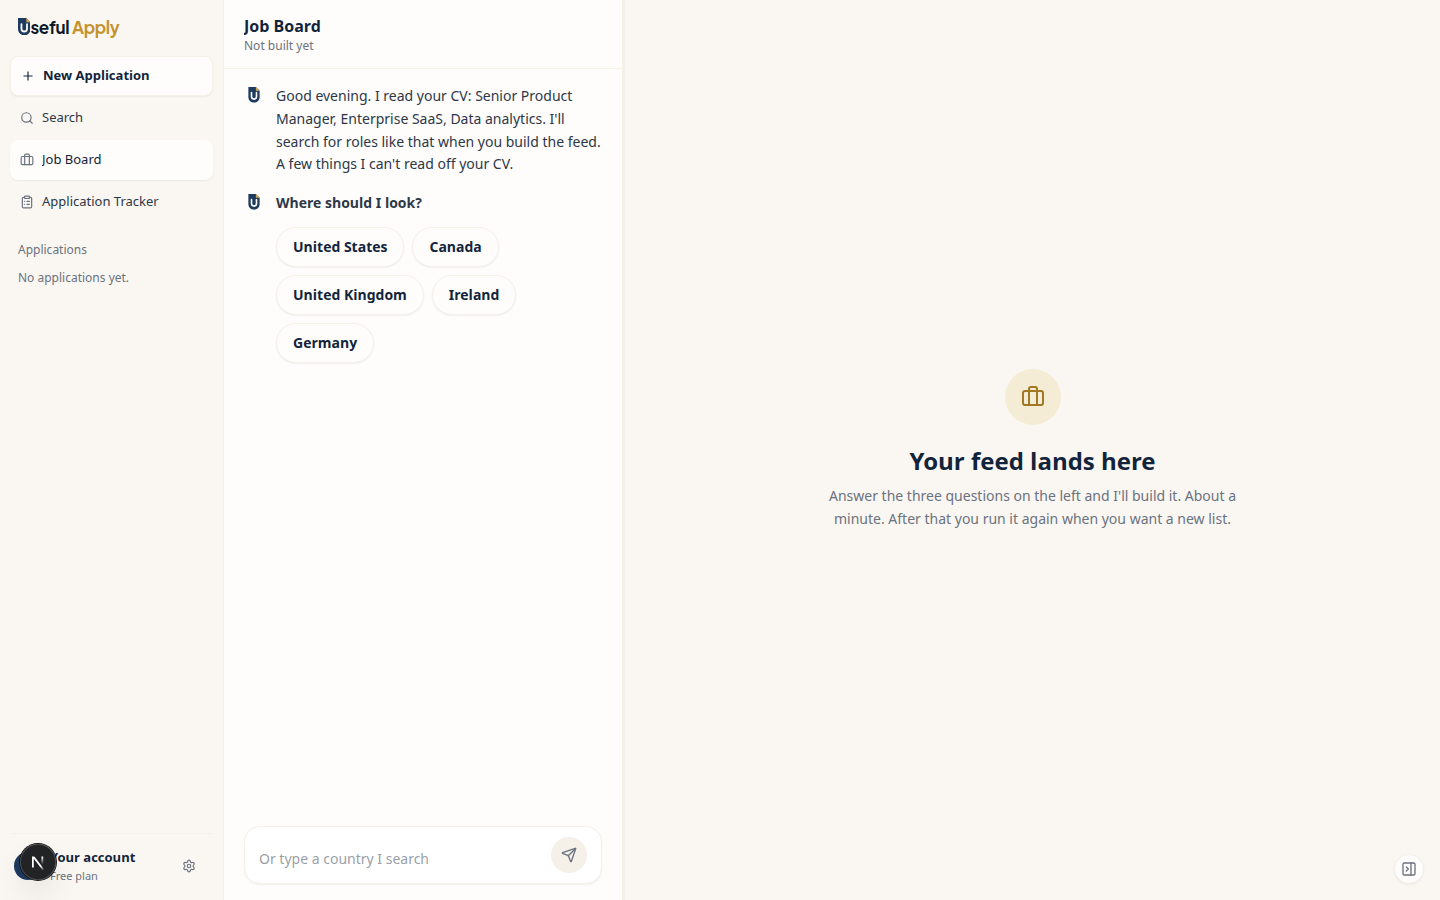 Useful Apply
New Application
Search
Job Board
Application Tracker
Applications
No applications yet.
Your account
Free plan
Job Board
Not built yet
Good evening. I read your CV: Senior Product
Manager, Enterprise SaaS, Data analytics. I'll
search for roles like that when you build the feed.
A few things I can't read off your CV.
Where should I look?
United States
Canada
United Kingdom
Ireland
Germany
Or type a country I search
Your feed lands here
Answer the three questions on the left and I'll build it. About a
minute. After that you run it again when you want a new list.